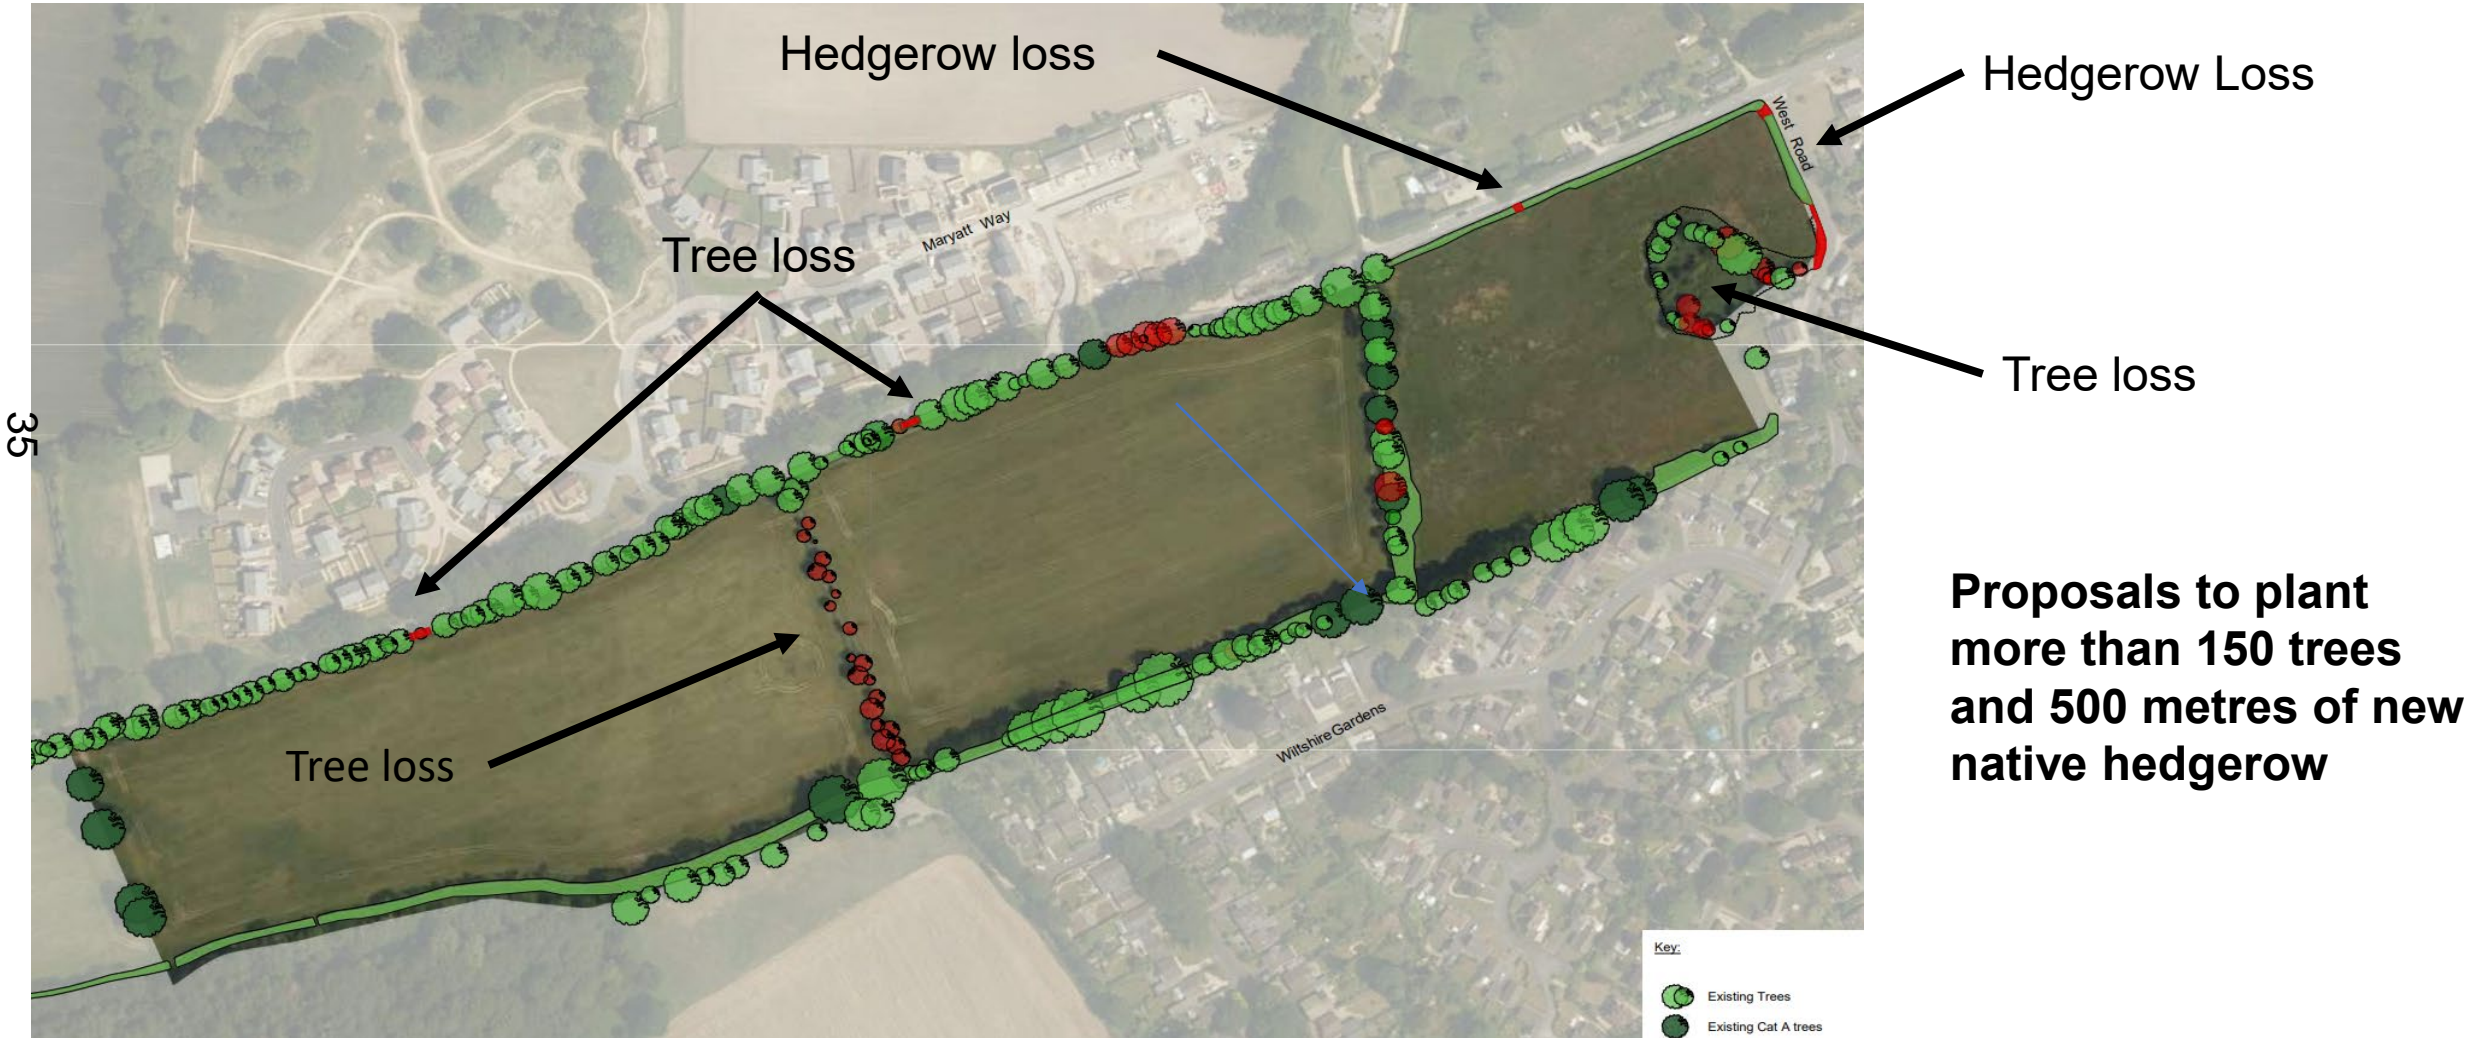 Hedgerow loss
Hedgerow Loss
West Road
Maryatt Way
Tree loss
Tree loss
35
Proposals to plant
more than 150 trees
and 500 metres of new
native hedgerow
Wiltshire Gardens
Tree loss
Key:
Existing Trees
Existing Cat A trees